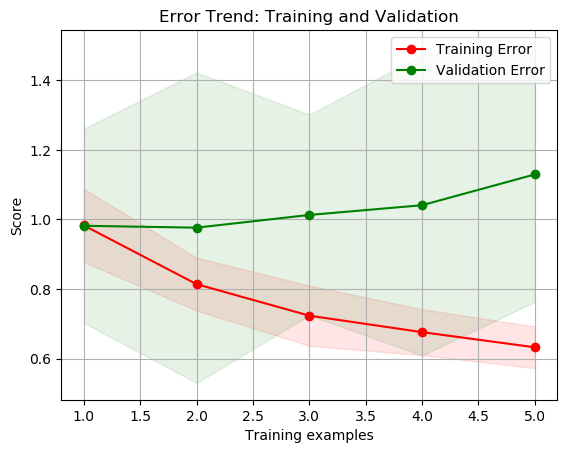 Error Trend: Training and Validation
Training Error
Validation Error
Score
1.4
1.2
1.0
0.8
0.6
1.0 1.5 2.0 2.5 3.0 3.5 4.0 4.5 5.0
Training examples